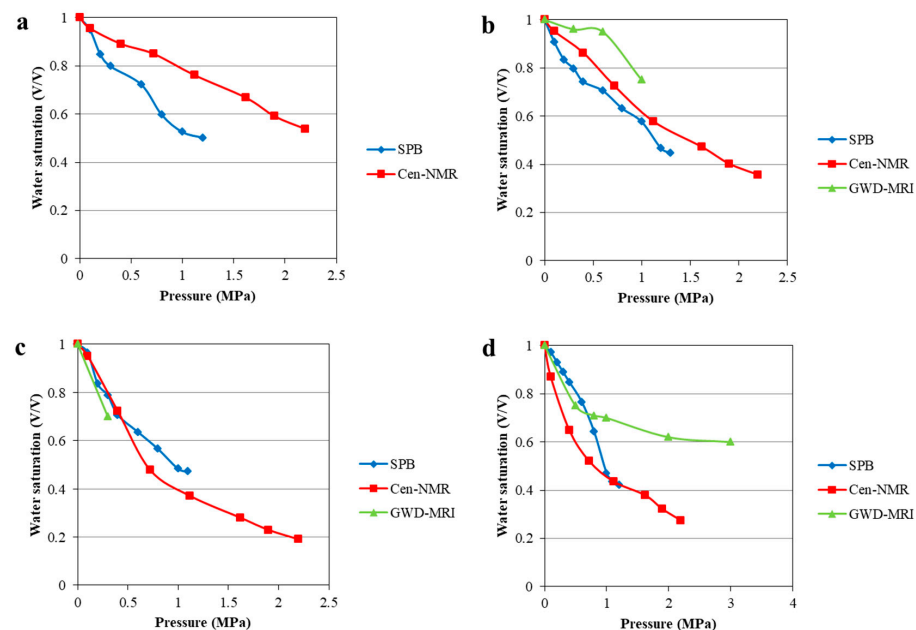 a
Water saturation (V/V)
1
0.8
0.6
0.4
0.2
0
0 0.5 1 1.5 2 2.5
Pressure (MPa)
SPB
Cen-NMR
b
Water saturation (V/V)
1
0.8
0.6
0.4
0.2
0
0 0.5 1 1.5 2 2.5
Pressure (MPa)
SPB
Cen-NMR
GWD-MRI
c
Water saturation (V/V)
1
0.8
0.6
0.4
0.2
0
0 0.5 1 1.5 2 2.5
Pressure (MPa)
SPB
Cen-NMR
GWD-MRI
d
Water saturation (V/V)
1
0.8
0.6
0.4
0.2
0
0 1 2 3 4
Pressure (MPa)
SPB
Cen-NMR
GWD-MRI